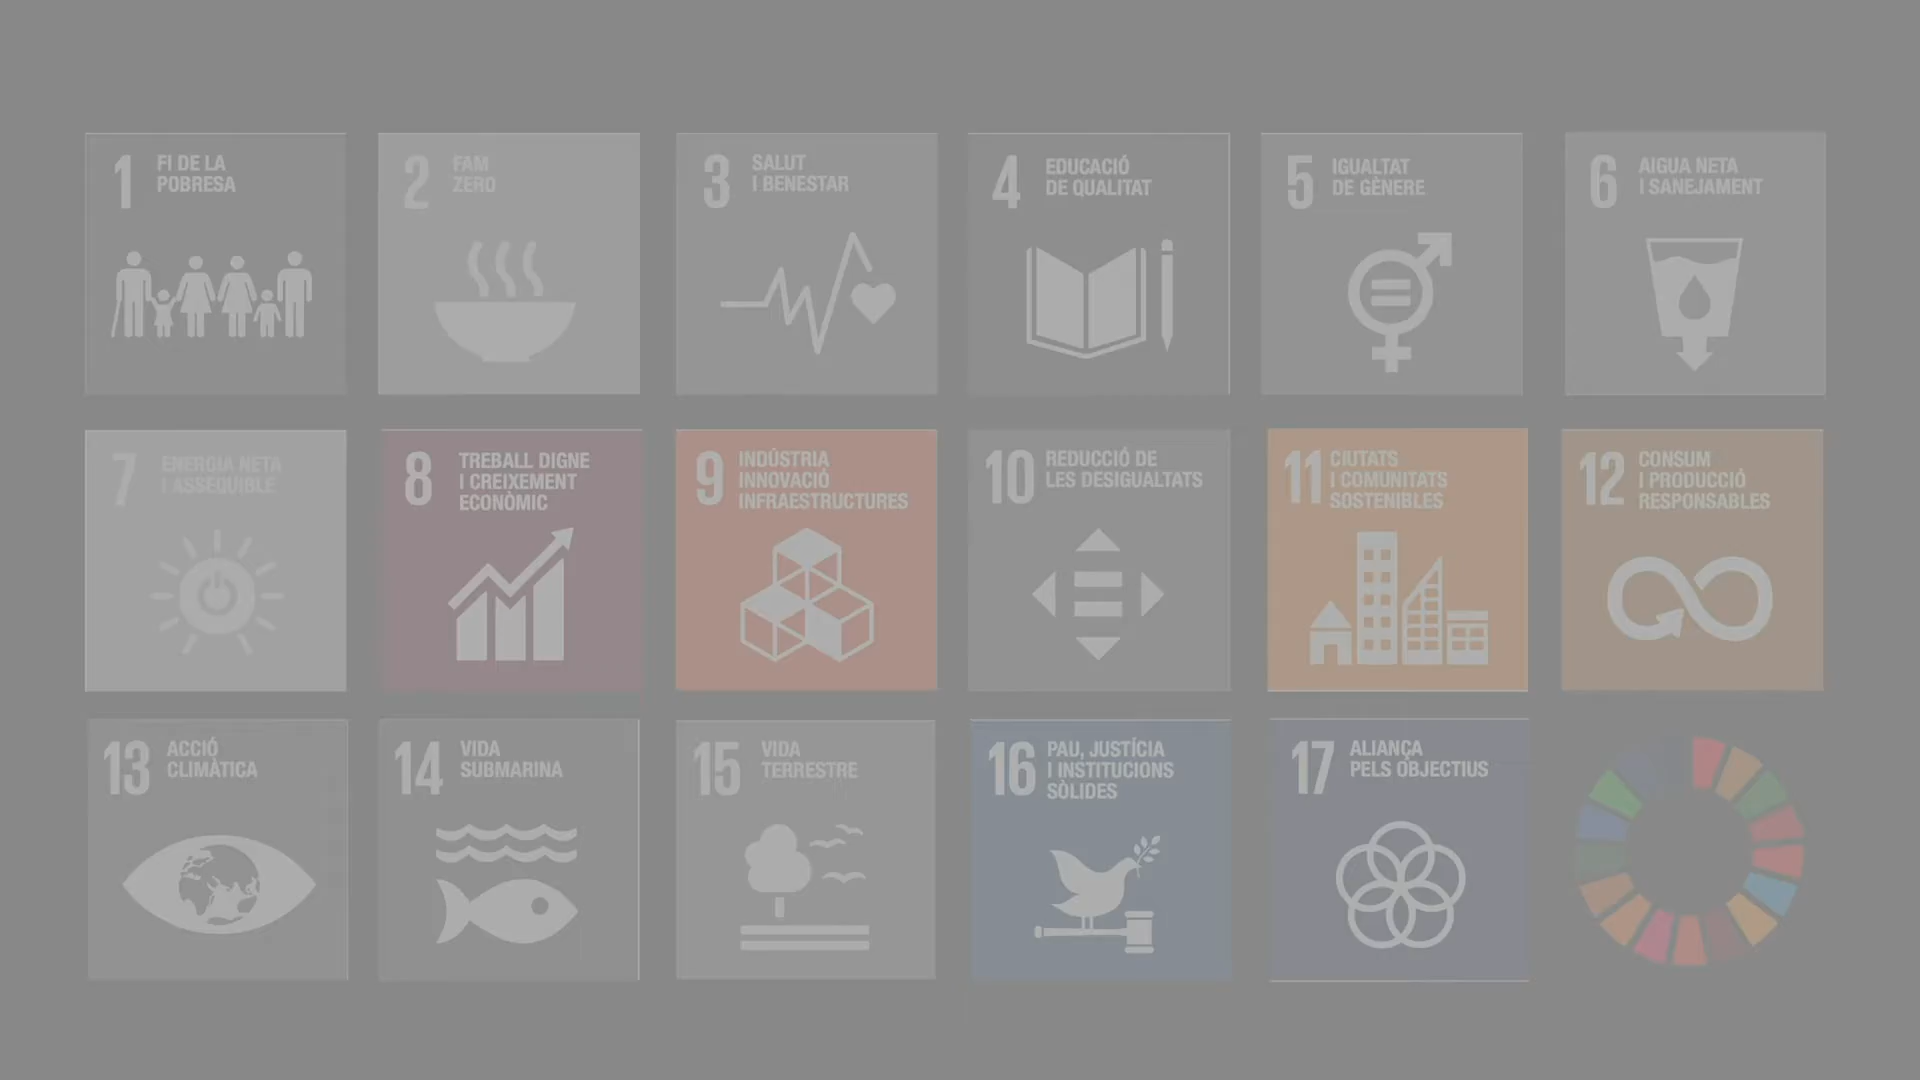 1 FI DE LA
POBRESA
2 FAM
ZERO
3 SALUT
I BENESTAR
4 EDUCACIÓ
DE QUALITAT
5 IGUALTAT
DE GÈNERE
6 AIGUA NETA
I SANEJAMENT
7 ENERGIA NETA
I ASSEQUIBLE
8 TREBALL DIGNE
I CREIXEMENT
ECONÒMIC
9 INDÚSTRIA
INNOVACIÓ
INFRAESTRUCTURES
10 REDUCCIÓ DE
LES DESIGUALTATS
11 CIUTATS
I COMUNITATS
SOSTENIBLES
12 CONSUM
I PRODUCCIÓ
RESPONSABLES
13 ACCIÓ
CLIMÀTICA
14 VIDA
SUBMARINA
15 VIDA
TERRESTRE
16 PAU, JUSTÍCIA
I INSTITUCIONS
SÒLIDES
17 ALIANÇA
PELS OBJECTIUS